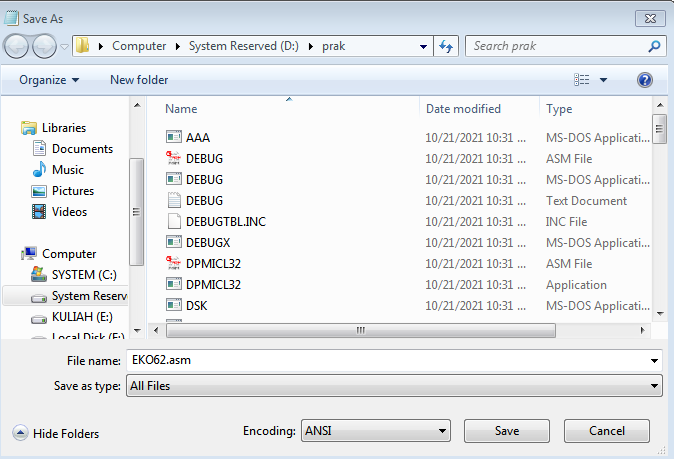 Save As
Computer System Reserved (D:) prak
Search prak
Organize New folder
Name Date modified Type
Libraries
Documents
Music
Pictures
Videos
Computer
SYSTEM (C:)
System Reserv
KULIAH (E:)
Local Disk (F:)
AAA 10/21/2021 10:31 ... MS-DOS Applicati...
DEBUG 10/21/2021 10:31 ... ASM File
DEBUG 10/21/2021 10:31 ... MS-DOS Applicati...
DEBUG 10/21/2021 10:31 ... Text Document
DEBUGTBL.INC 10/21/2021 10:31 ... INC File
DEBUGX 10/21/2021 10:31 ... MS-DOS Applicati...
DPMICL32 10/21/2021 10:31 ... ASM File
DPMICL32 10/21/2021 10:31 ... Application
DSK 10/21/2021 10:31 ... MS-DOS Applicati...
File name: EKO62.asm
Save as type: All Files
Hide Folders
Encoding: ANSI
Save
Cancel